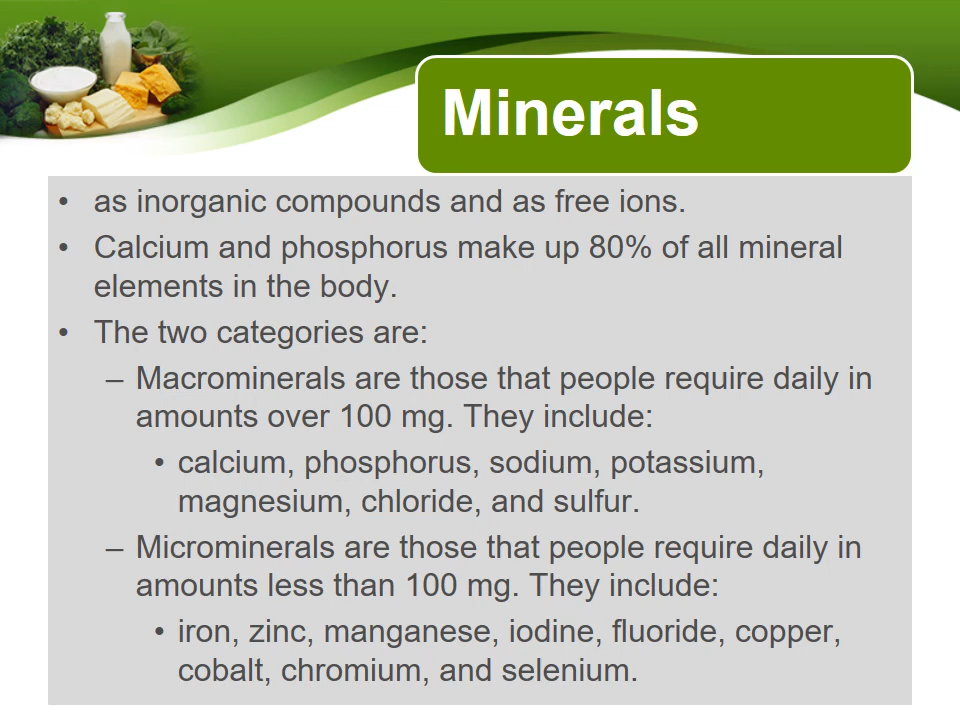 Minerals
• as inorganic compounds and as free ions.
• Calcium and phosphorus make up 80% of all mineral
elements in the body.
• The two categories are:
– Macrominerals are those that people require daily in
amounts over 100 mg. They include:
• calcium, phosphorus, sodium, potassium,
magnesium, chloride, and sulfur.
– Microminerals are those that people require daily in
amounts less than 100 mg. They include:
• iron, zinc, manganese, iodine, fluoride, copper,
cobalt, chromium, and selenium.